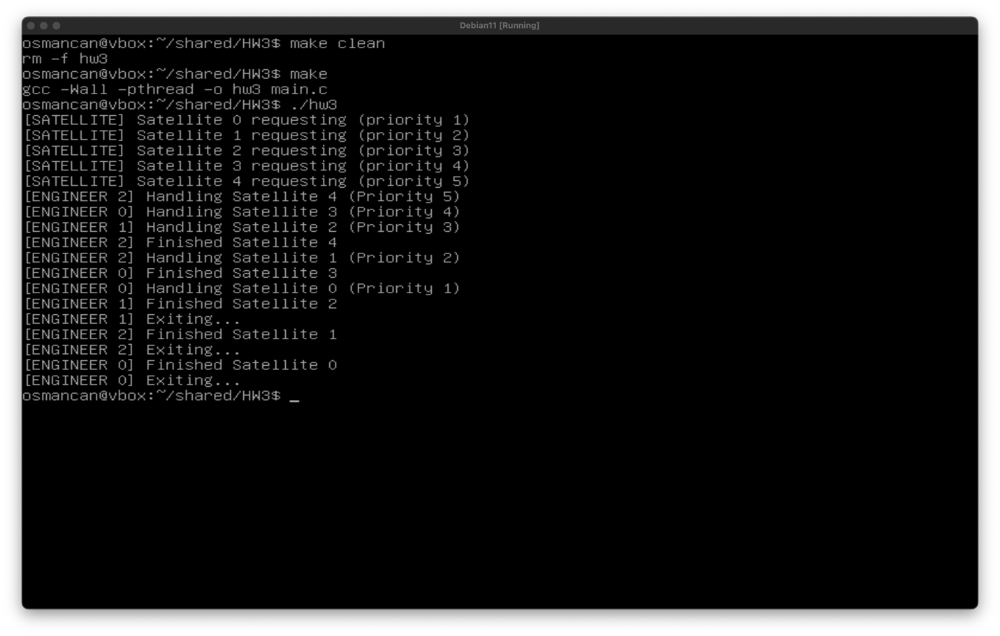 Debian11 [Running]
osmancan@vbox:~/shared/HW3$ make clean
rm -f hw3
osmancan@vbox:~/shared/HW3$ make
gcc -Wall -pthread -o hw3 main.c
osmancan@vbox:~/shared/HW3$ ./hw3
[SATELLITE] Satellite 0 requesting (priority 1)
[SATELLITE] Satellite 1 requesting (priority 2)
[SATELLITE] Satellite 2 requesting (priority 3)
[SATELLITE] Satellite 3 requesting (priority 4)
[SATELLITE] Satellite 4 requesting (priority 5)
[ENGINEER 2] Handling Satellite 4 (Priority 5)
[ENGINEER 0] Handling Satellite 3 (Priority 4)
[ENGINEER 1] Handling Satellite 2 (Priority 3)
[ENGINEER 2] Finished Satellite 4
[ENGINEER 2] Handling Satellite 1 (Priority 2)
[ENGINEER 0] Finished Satellite 3
[ENGINEER 0] Handling Satellite 0 (Priority 1)
[ENGINEER 1] Finished Satellite 2
[ENGINEER 1] Exiting...
[ENGINEER 2] Finished Satellite 1
[ENGINEER 2] Exiting...
[ENGINEER 0] Finished Satellite 0
[ENGINEER 0] Exiting...
osmancan@vbox:~/shared/HW3$ _